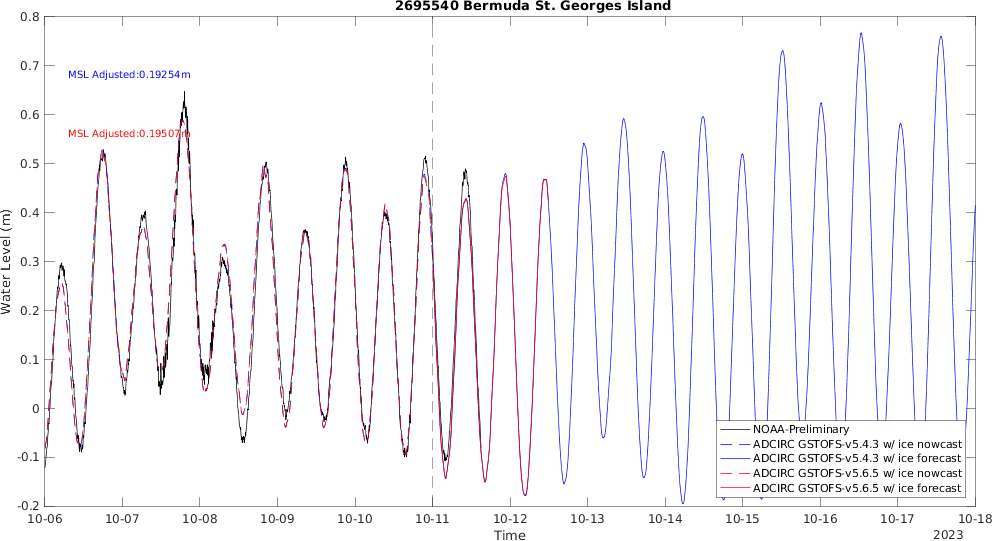 2695540 Bermuda St. Georges Island
MSL Adjusted:0.19254m
MSL Adjusted:0.19507m
Water Level (m)
0.8
0.7
0.6
0.5
0.4
0.3
0.2
0.1
0
-0.1
-0.2
NOAA-Preliminary
ADCIRC GSTOFS-v5.4.3 w/ ice nowcast
ADCIRC GSTOFS-v5.4.3 w/ ice forecast
ADCIRC GSTOFS-v5.6.5 w/ ice nowcast
ADCIRC GSTOFS-v5.6.5 w/ ice forecast
10-06 10-07 10-08 10-09 10-10 10-11 10-12 10-13 10-14 10-15 10-16 10-17 10-18
Time
2023